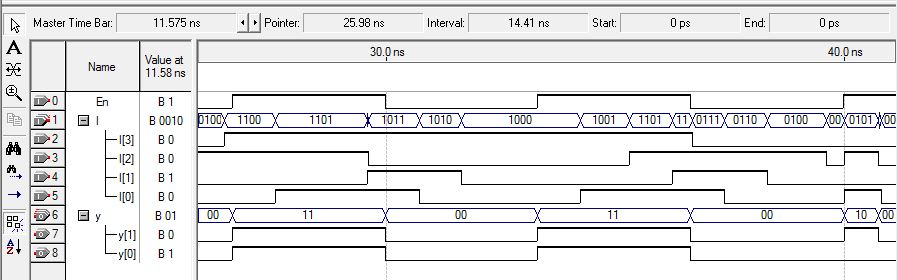 Master Time Bar: 11.575 ns Pointer: 25.98 ns Interval: 14.41 ns Start: 0 ps End: 0 ps
Name Value at 11.58 ns 30.0 ns 40.0 ns
0 En B 1
1 I B 0010 0100 1100 1101 1011 1010 1000 1001 1101 11 0111 0110 0100 00 0101 00
2 I[3] B 0
3 I[2] B 0
4 I[1] B 1
5 I[0] B 0
6 y B 01 00 11 00 11 00 10 00
7 y[1] B 0
8 y[0] B 1